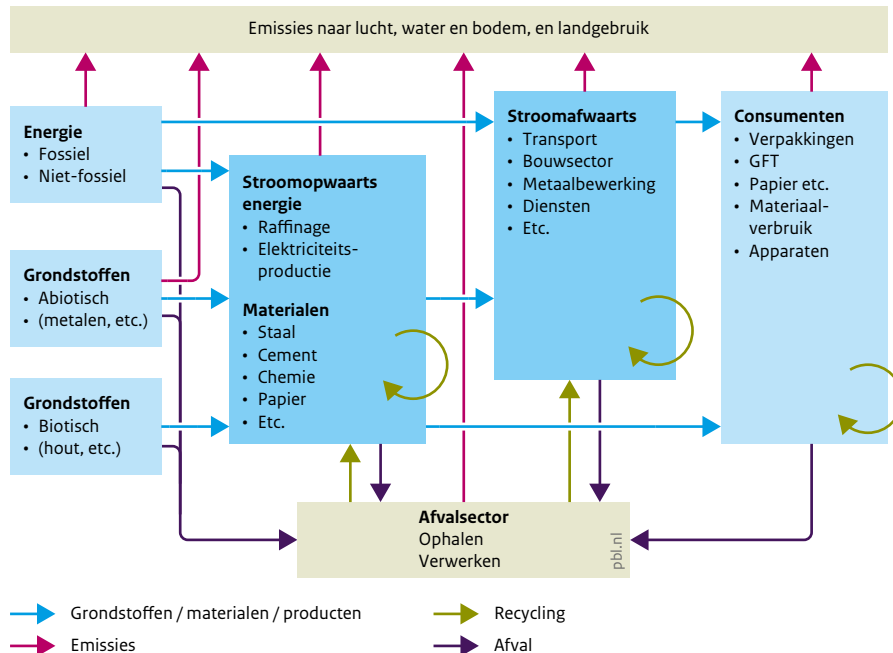 Emissies naar lucht, water en bodem, en landgebruik
Energie
• Fossiel
• Niet-fossiel
Grondstoffen
• Abiotisch
• (metalen, etc.)
Grondstoffen
• Biotisch
• (hout, etc.)
Stroomopwaarts
energie
• Raffinage
• Elektriciteits-
productie
Materialen
• Staal
• Cement
• Chemie
• Papier
• Etc.
Stroomafwaarts
• Transport
• Bouwsector
• Metaalbewerking
• Diensten
• Etc.
Consumenten
• Verpakkingen
• GFT
• Papier etc.
• Materiaal-
verbruik
• Apparaten
Afvalsector
Ophalen
Verwerken
pbl.nl
Grondstoffen / materialen / producten
Emissies
Recycling
Afval